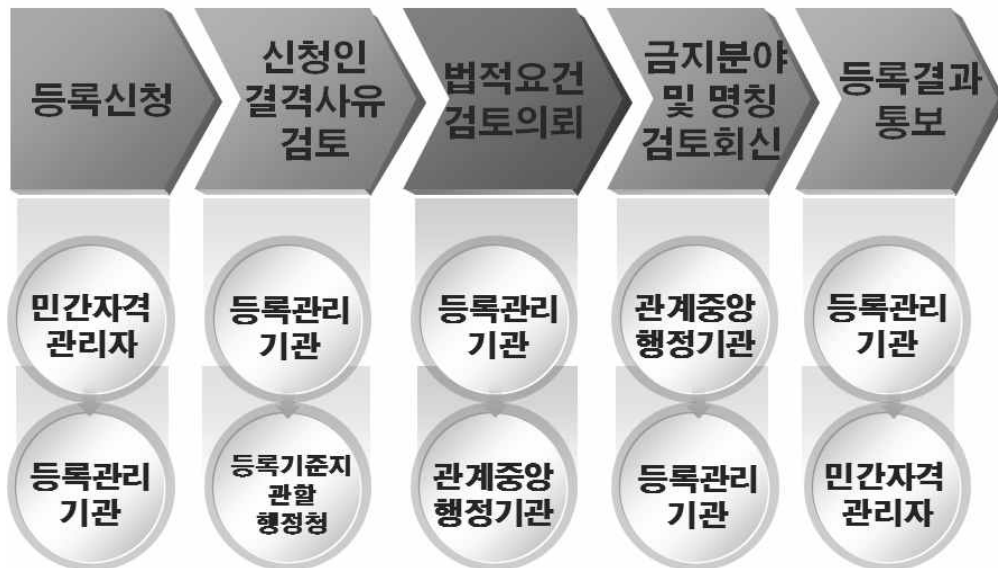 등록신청
신청인
결격사유
검토
법적요건
검토의뢰
금지분야
및 명칭
검토회신
등록결과
통보
민간자격
관리자
등록관리
기관
등록관리
기관
관계중앙
행정기관
등록관리
기관
등록관리
기관
등록기준지
관할
행정청
관계중앙
행정기관
등록관리
기관
민간자격
관리자